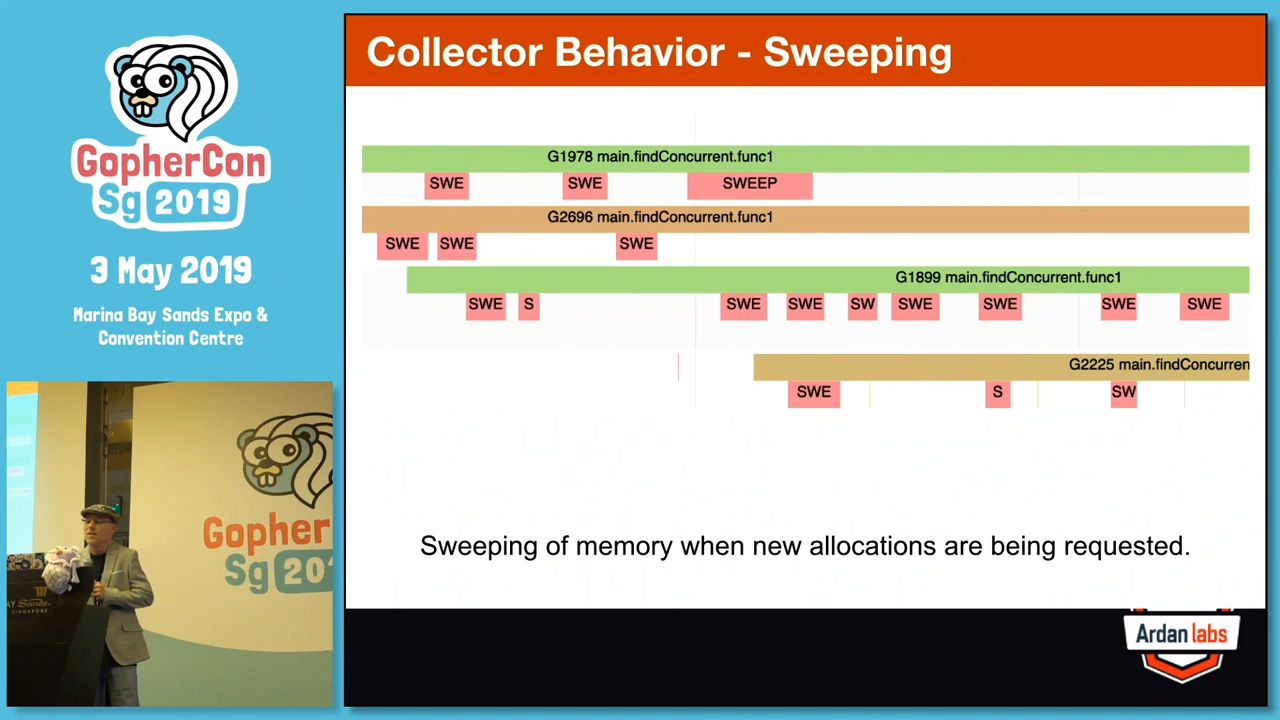 GopherCon
Sg 2019
3 May 2019
Marina Bay Sands Expo &
Convention Centre
Collector Behavior - Sweeping
G1978 main.findConcurrent.func1
SWE SWE SWEEP
G2696 main.findConcurrent.func1
SWE SWE SWE
G1899 main.findConcurrent.func1
SWE S SWE SWE SW SWE SWE SWE SWE
G2225 main.findConcurren
SWE S SW
Sweeping of memory when new allocations are being requested.
Gopher
Sg 20
AY Sands
SINGAPORE
Ardan labs